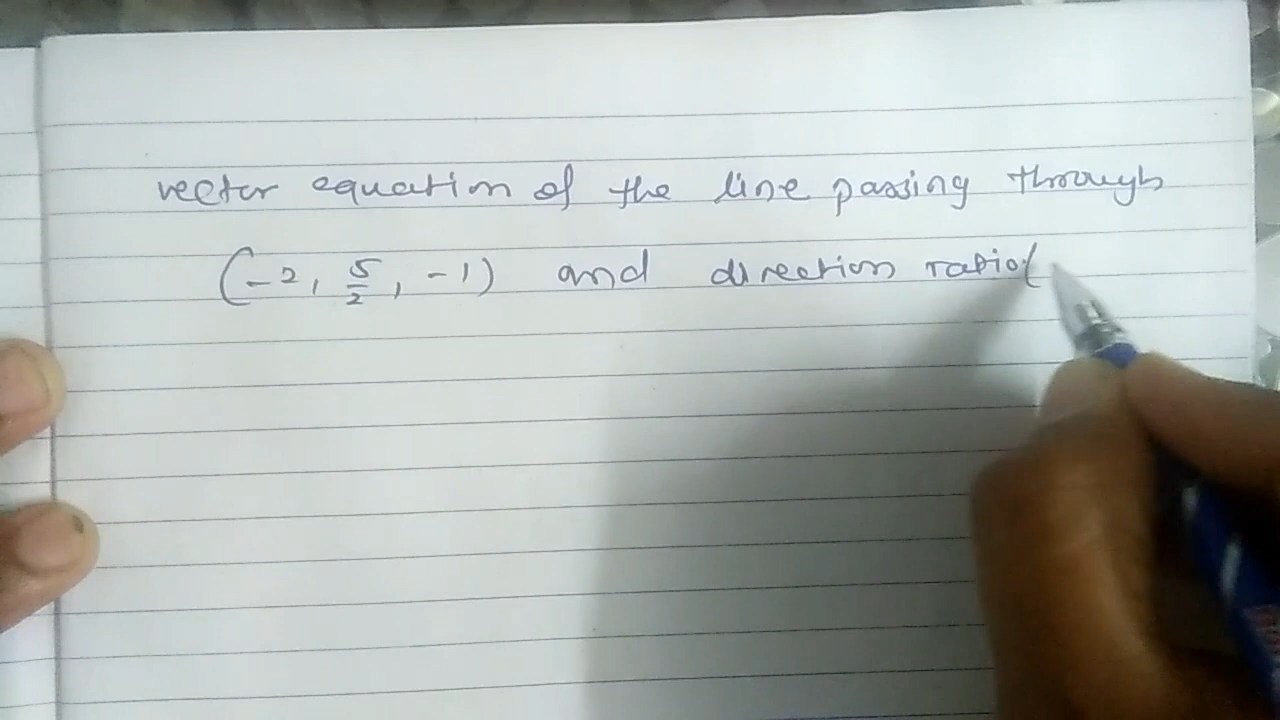 vector equation of the line passing through
(-2, 5/2, -1) and direction ratio(